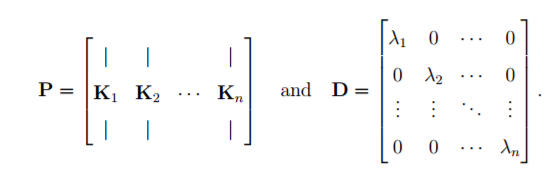 P = [ | | | ; K₁ K₂ ⋯ Kₙ ; | | | ] and D = [ λ₁ 0 ⋯ 0 ; 0 λ₂ ⋯ 0 ; ⋮ ⋮ ⋱ ⋮ ; 0 0 ⋯ λₙ ] .